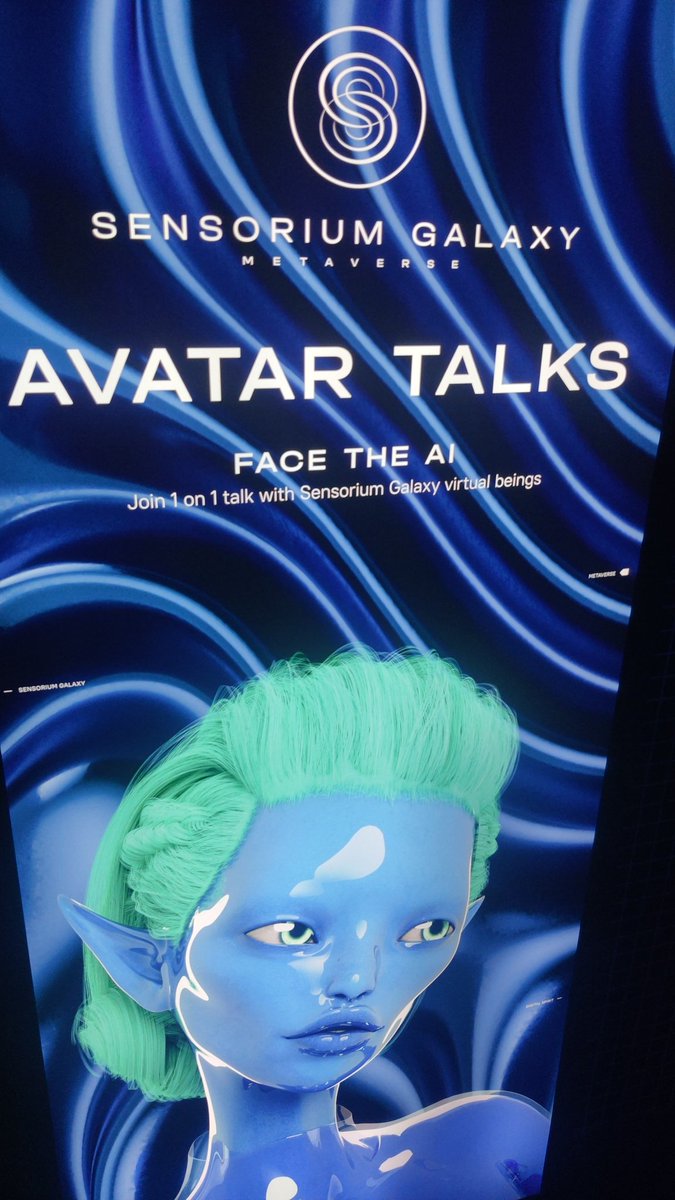 SENSORIUM GALAXY
METAVERSE
AVATAR TALKS
FACE THE AI
Join 1 on 1 talk with Sensorium Galaxy virtual beings
METAVERSE
SENSORIUM GALAXY